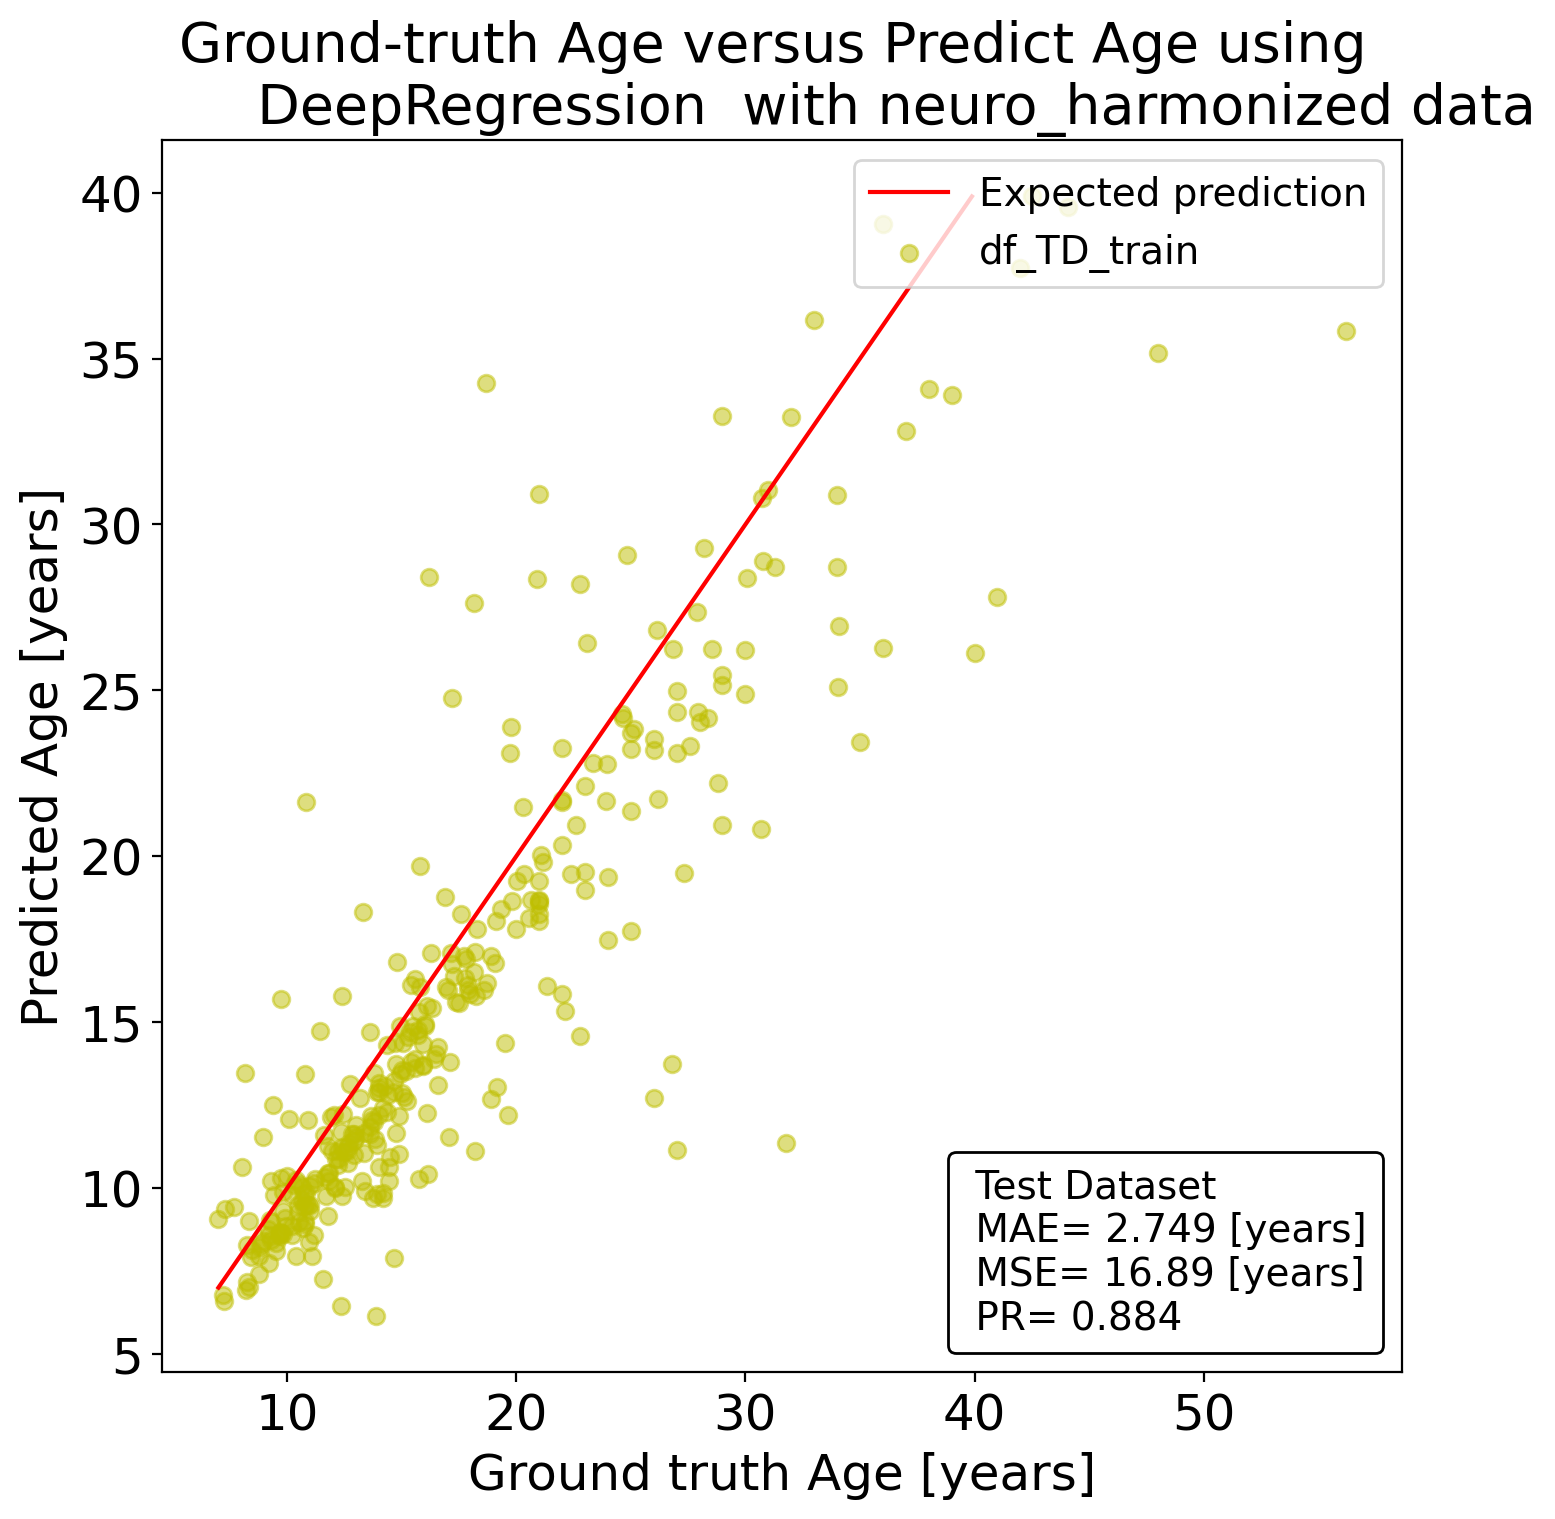 Ground-truth Age versus Predict Age using
DeepRegression  with neuro_harmonized data
Expected prediction
df_TD_train
40
35
30
25
20
15
10
5
Predicted Age [years]
Test Dataset
MAE= 2.749 [years]
MSE= 16.89 [years]
PR= 0.884
10 20 30 40 50
Ground truth Age [years]